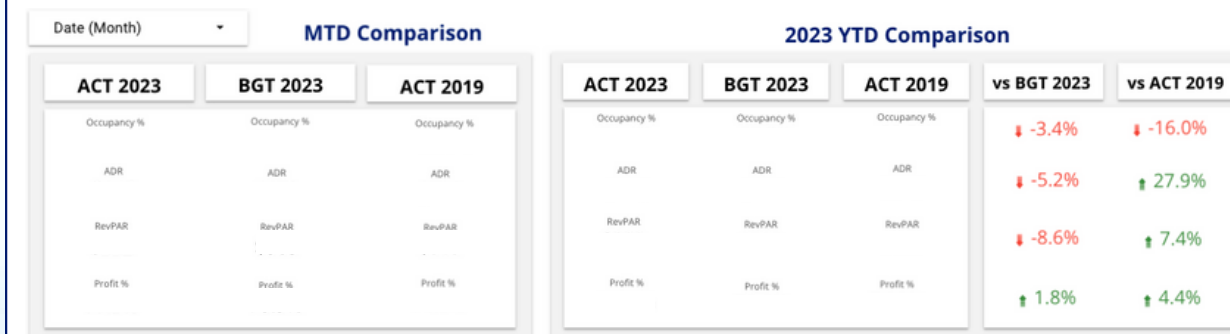 Date (Month)
MTD Comparison
2023 YTD Comparison
ACT 2023 BGT 2023 ACT 2019
ACT 2023 BGT 2023 ACT 2019 vs BGT 2023 vs ACT 2019
Occupancy % Occupancy % Occupancy %
Occupancy % Occupancy % Occupancy % -3.4% -16.0%
ADR ADR ADR
ADR ADR ADR -5.2% 27.9%
RevPAR RevPAR RevPAR
RevPAR RevPAR RevPAR -8.6% 7.4%
Profit % Profit % Profit %
Profit % Profit % Profit % 1.8% 4.4%